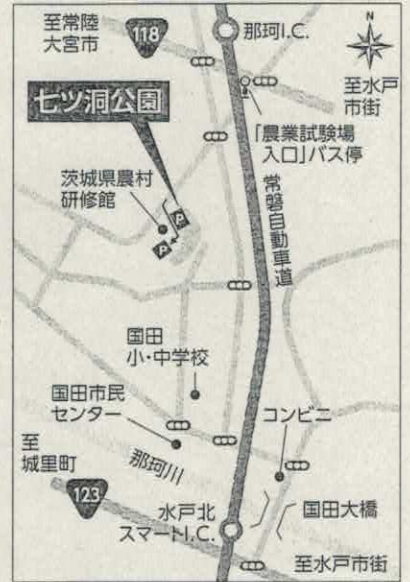 N
至常陸
大宮市
118
那珂I.C.
至水戸
市街
七ツ洞公園
「農業試験場
入口」バス停
茨城県農村
研修館
P
P
常磐自動車道
国田
小・中学校
国田市民
センター
コンビニ
至
城里町
那珂川
123
水戸北
スマートI.C.
国田大橋
至水戸市街